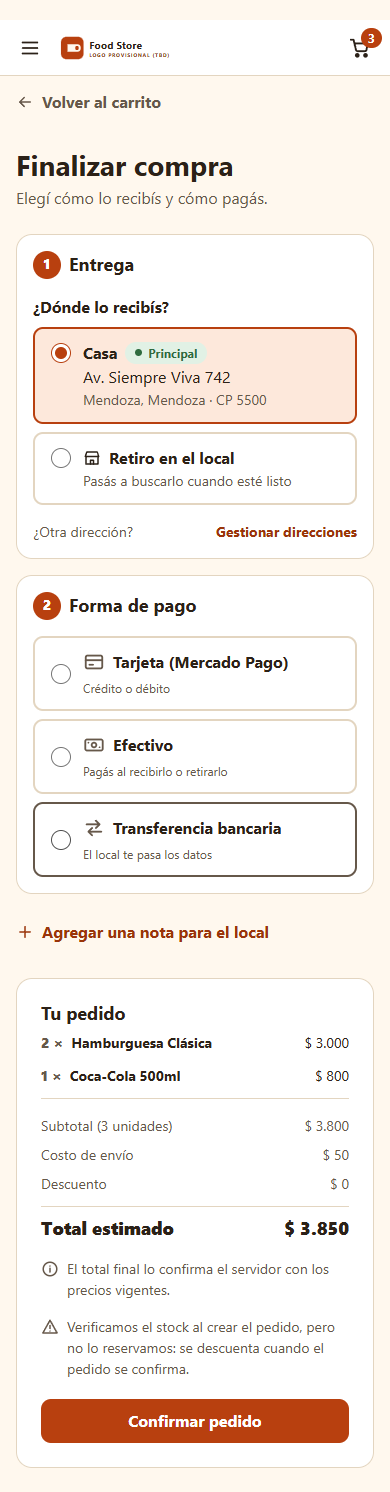 Food Store
LOGO PROVISIONAL (TBD)
3
Volver al carrito
Finalizar compra
Elegí cómo lo recibís y cómo pagás.
1 Entrega
¿Dónde lo recibís?
Casa Principal
Av. Siempre Viva 742
Mendoza, Mendoza · CP 5500
Retiro en el local
Pasás a buscarlo cuando esté listo
¿Otra dirección? Gestionar direcciones
2 Forma de pago
Tarjeta (Mercado Pago)
Crédito o débito
Efectivo
Pagás al recibirlo o retirarlo
Transferencia bancaria
El local te pasa los datos
Agregar una nota para el local
Tu pedido
2 × Hamburguesa Clásica $ 3.000
1 × Coca-Cola 500ml $ 800
Subtotal (3 unidades) $ 3.800
Costo de envío $ 50
Descuento $ 0
Total estimado $ 3.850
El total final lo confirma el servidor con los
precios vigentes.
Verificamos el stock al crear el pedido, pero
no lo reservamos: se descuenta cuando el
pedido se confirma.
Confirmar pedido